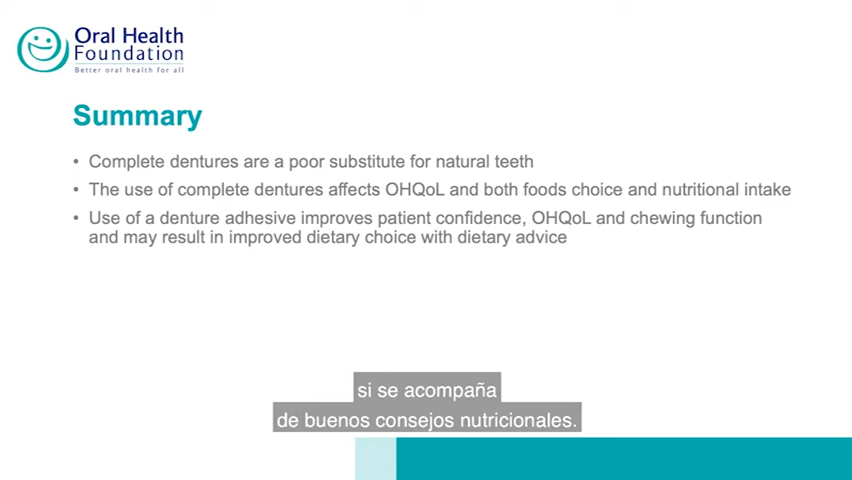 Oral Health
Foundation
Better oral health for all
Summary
• Complete dentures are a poor substitute for natural teeth
• The use of complete dentures affects OHQoL and both foods choice and nutritional intake
• Use of a denture adhesive improves patient confidence, OHQoL and chewing function
and may result in improved dietary choice with dietary advice
si se acompaña
de buenos consejos nutricionales.